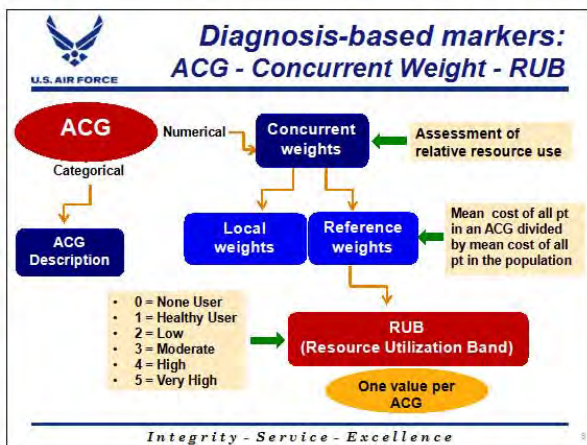 Diagnosis-based markers:
ACG - Concurrent Weight - RUB
U.S. AIR FORCE
ACG
Numerical
Categorical
Concurrent
weights
Assessment of
relative resource use
ACG
Description
Local
weights
Reference
weights
Mean cost of all pt
in an ACG divided
by mean cost of all
pt in the population
• 0 = None User
• 1 = Healthy User
• 2 = Low
• 3 = Moderate
• 4 = High
• 5 = Very High
RUB
(Resource Utilization Band)
One value per
ACG
Integrity - Service - Excellence